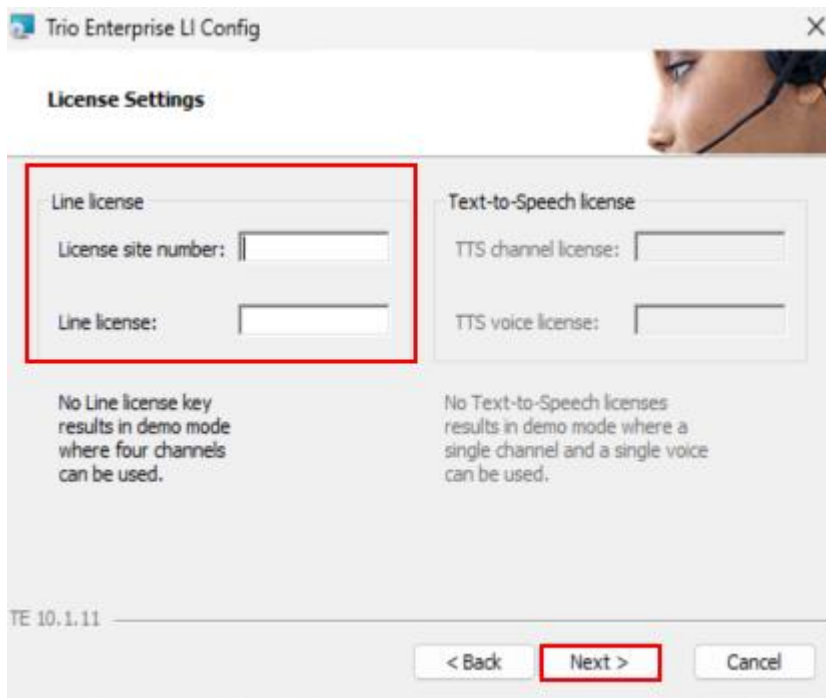 Trio Enterprise LI Config
License Settings
Line license
License site number:
Line license:
Text-to-Speech license
TTS channel license:
TTS voice license:
No Line license key
results in demo mode
where four channels
can be used.
No Text-to-Speech licenses
results in demo mode where a
single channel and a single voice
can be used.
TE 10.1.11
< Back
Next >
Cancel